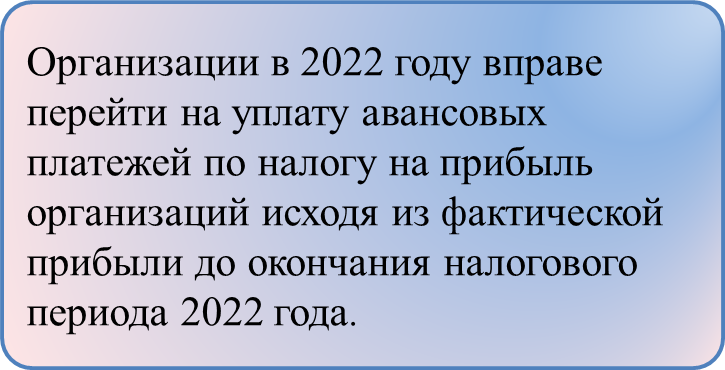 Организации в 2022 году вправе
перейти на уплату авансовых
платежей по налогу на прибыль
организаций исходя из фактической
прибыли до окончания налогового
периода 2022 года.